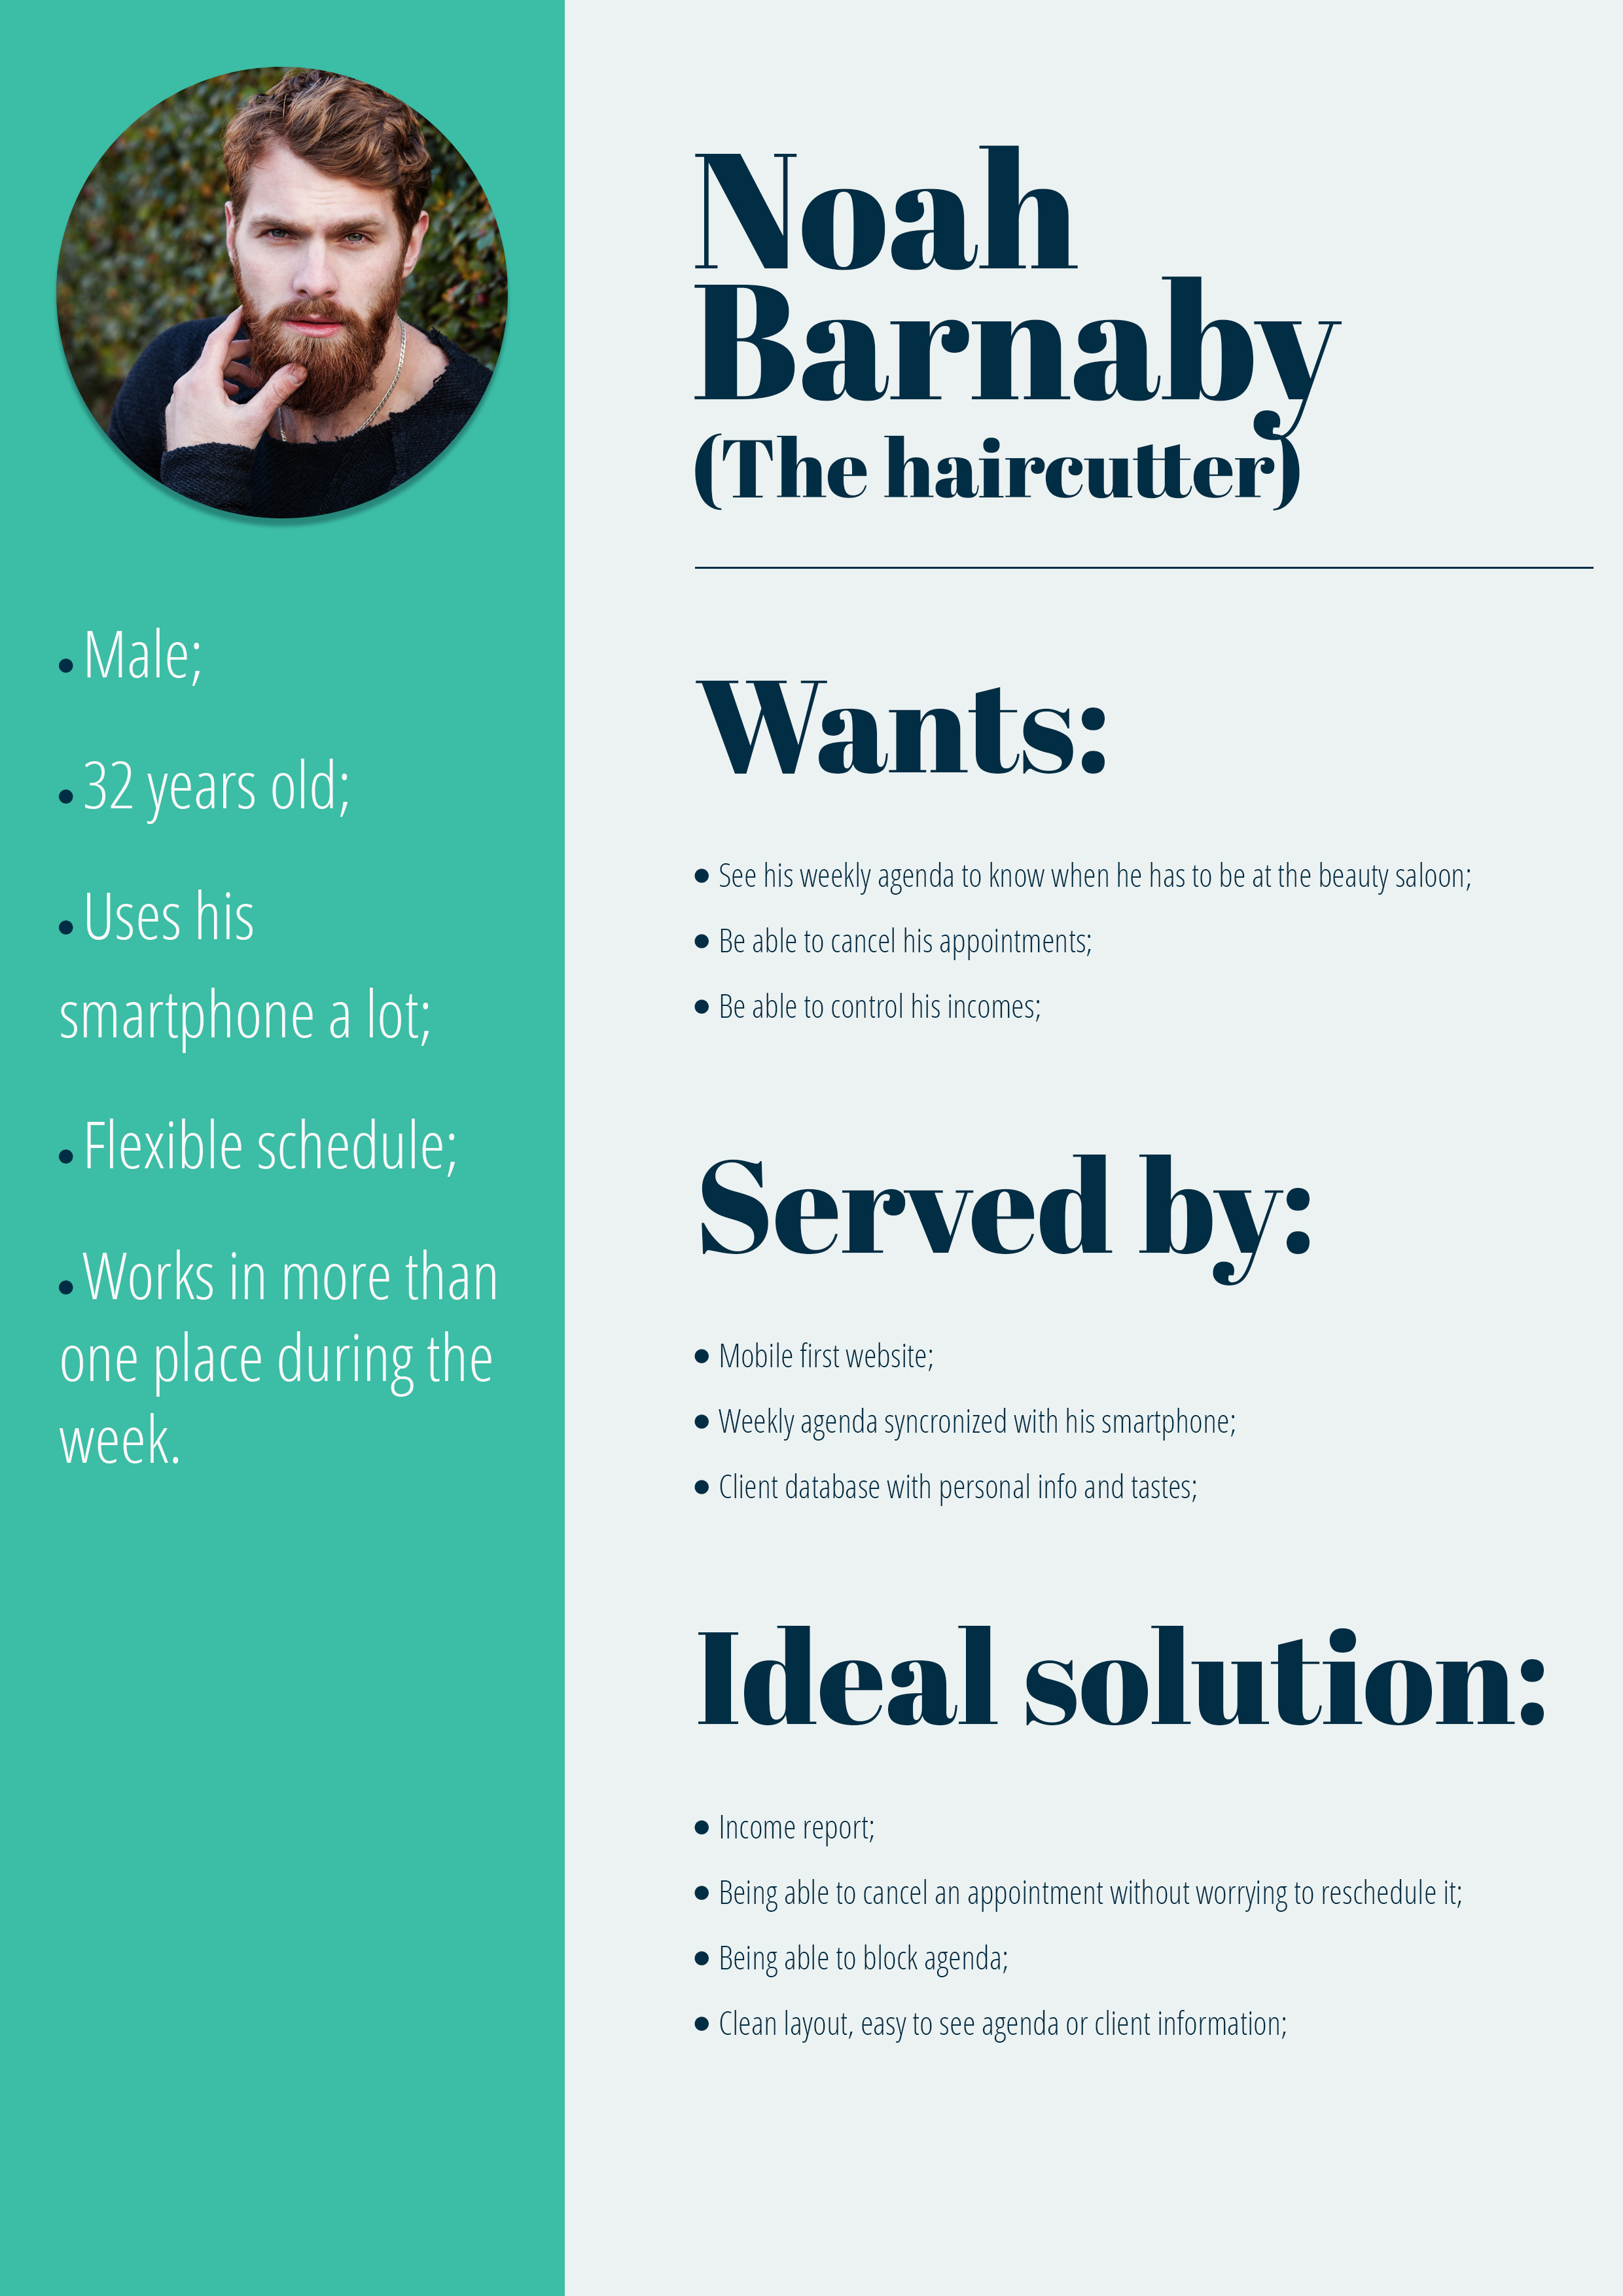 Noah
Barnaby
(The haircutter)
• Male;
• 32 years old;
• Uses his
smartphone a lot;
• Flexible schedule;
• Works in more than
one place during the
week.
Wants:
• See his weekly agenda to know when he has to be at the beauty saloon;
• Be able to cancel his appointments;
• Be able to control his incomes;
Served by:
• Mobile first website;
• Weekly agenda syncronized with his smartphone;
• Client database with personal info and tastes;
Ideal solution:
• Income report;
• Being able to cancel an appointment without worrying to reschedule it;
• Being able to block agenda;
• Clean layout, easy to see agenda or client information;